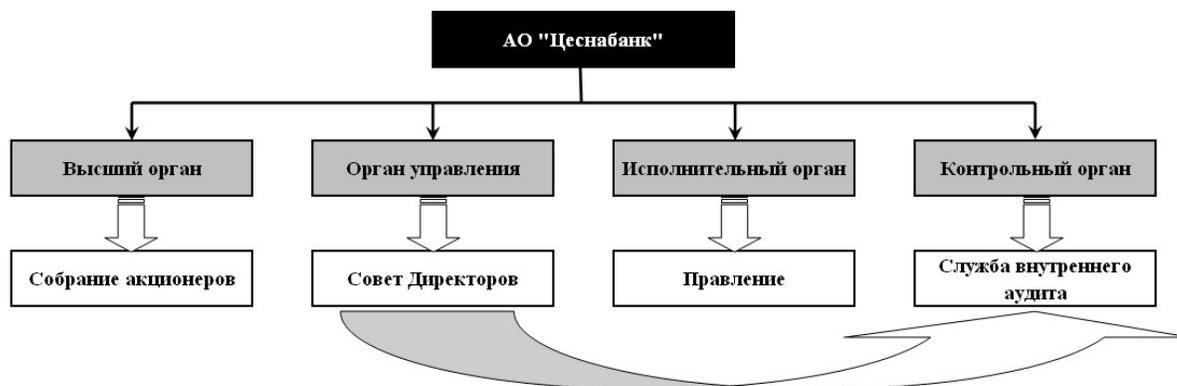 АО "Цеснабанк"
Высший орган
Орган управления
Исполнительный орган
Контрольный орган
Собрание акционеров
Совет Директоров
Правление
Служба внутреннего
аудита